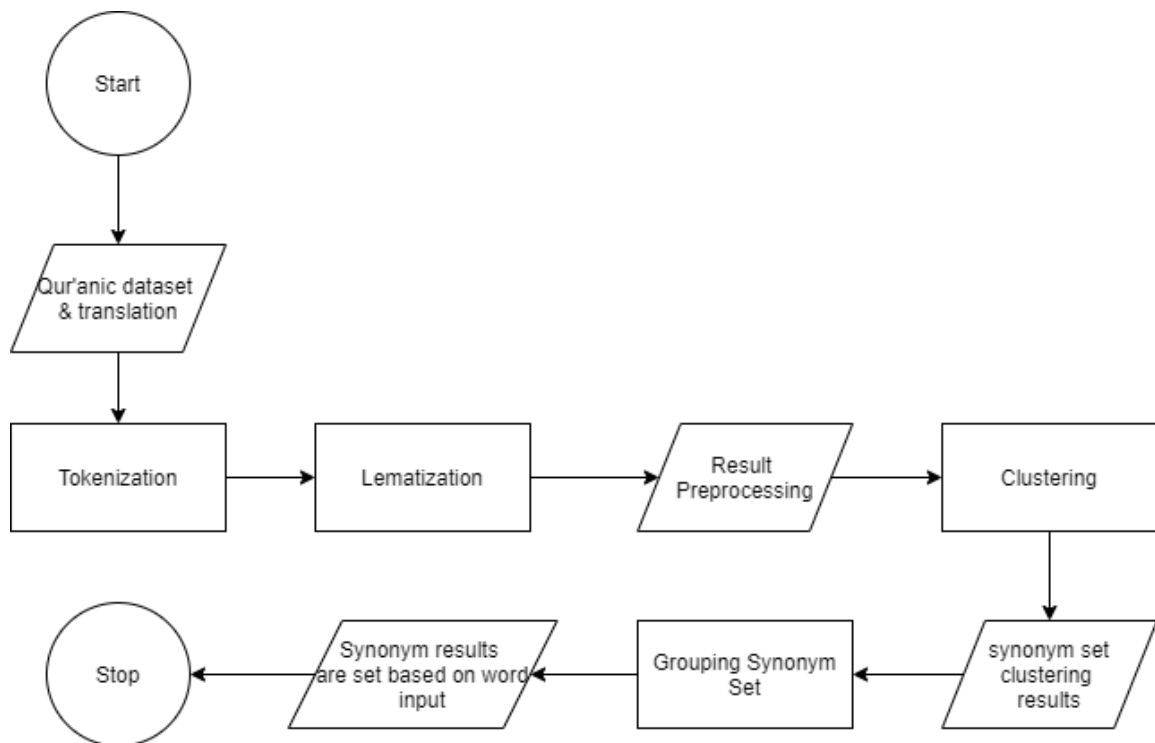 Start
Qur'anic dataset
& translation
Tokenization
Lematization
Result
Preprocessing
Clustering
Stop
Synonym results
are set based on word
input
Grouping Synonym
Set
synonym set
clustering
results